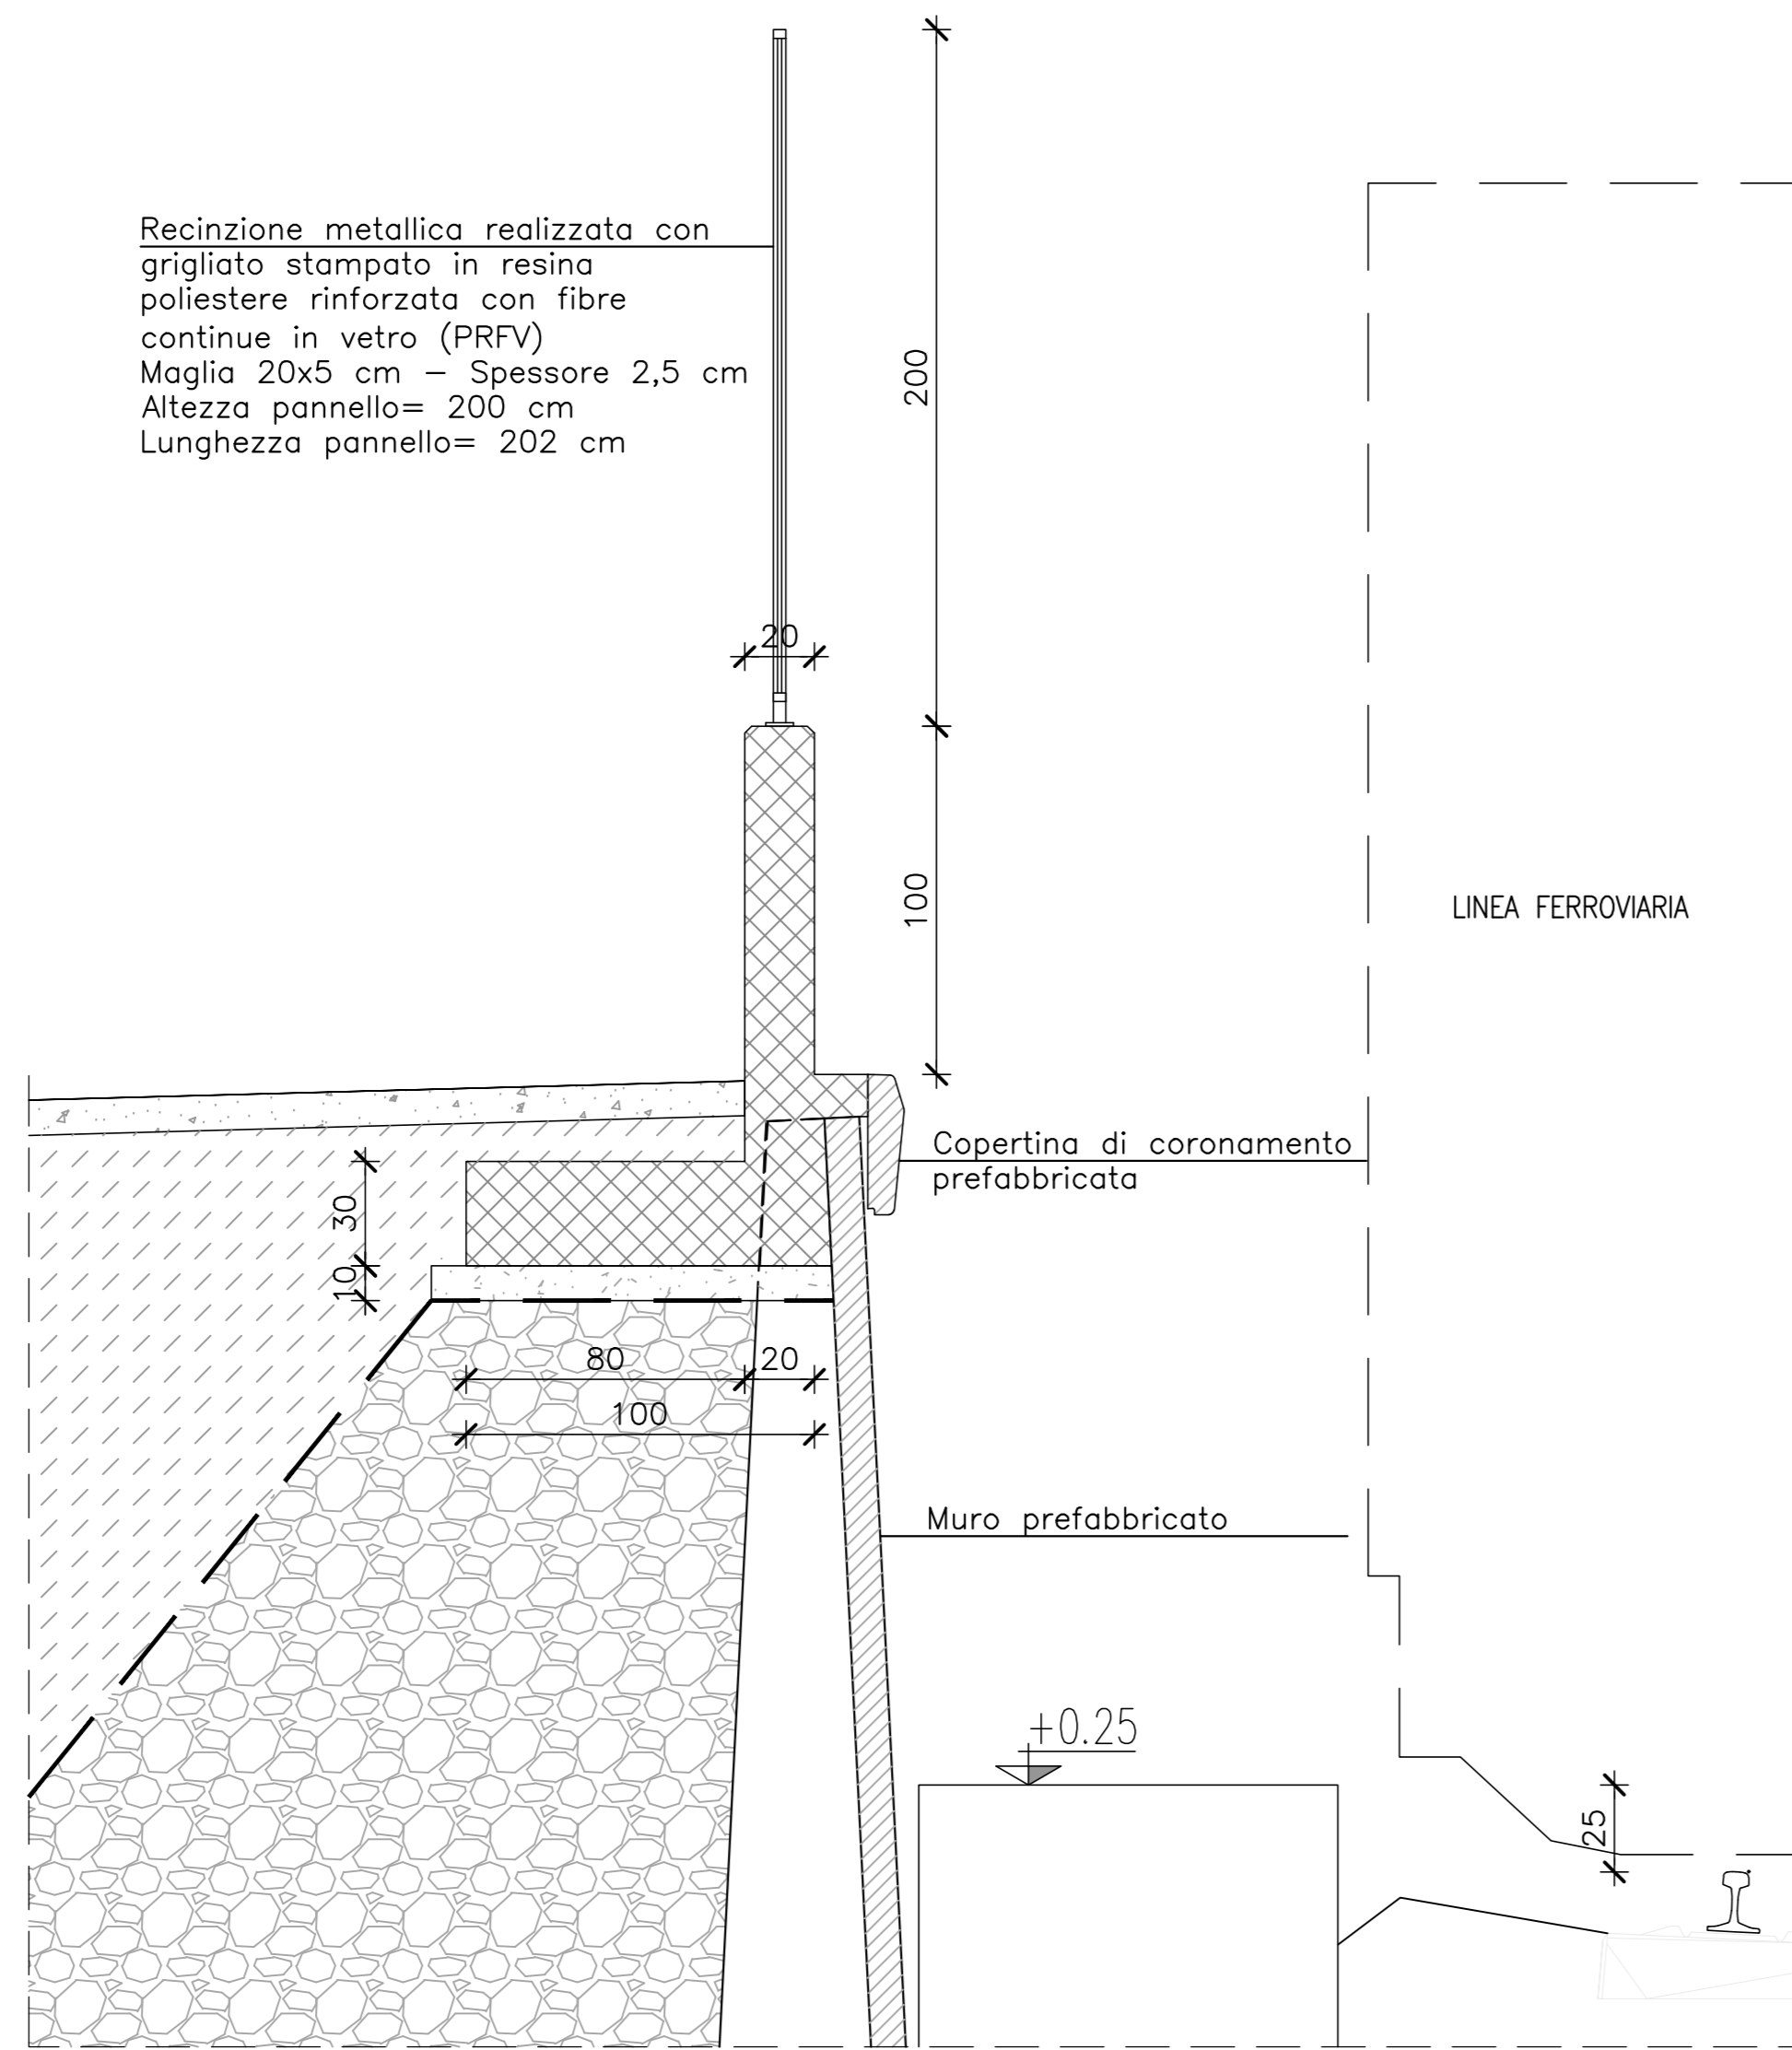 Recinzione metallica realizzata con
grigliato stampato in resina
poliestere rinforzata con fibre
continue in vetro (PRFV)
Maglia 20x5 cm – Spessore 2,5 cm
Altezza pannello= 200 cm
Lunghezza pannello= 202 cm
200
20
100
LINEA FERROVIARIA
Copertina di coronamento
prefabbricata
30
10
80
20
100
Muro prefabbricato
+0.25
25